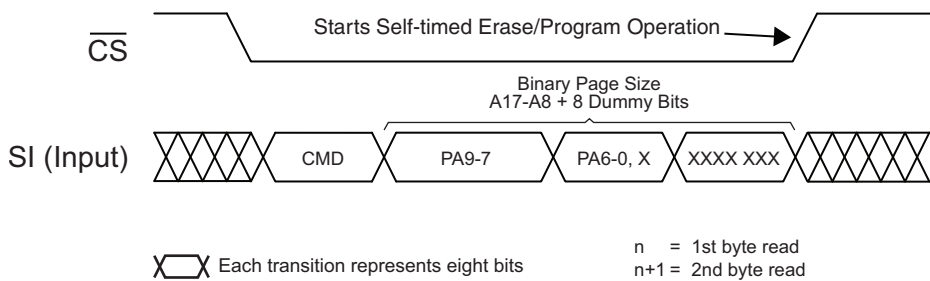 Starts Self-timed Erase/Program Operation
CS
Binary Page Size
A17-A8 + 8 Dummy Bits
SI (Input)
CMD
PA9-7
PA6-0, X
XXXX XXX
Each transition represents eight bits
n = 1st byte read
n+1 = 2nd byte read